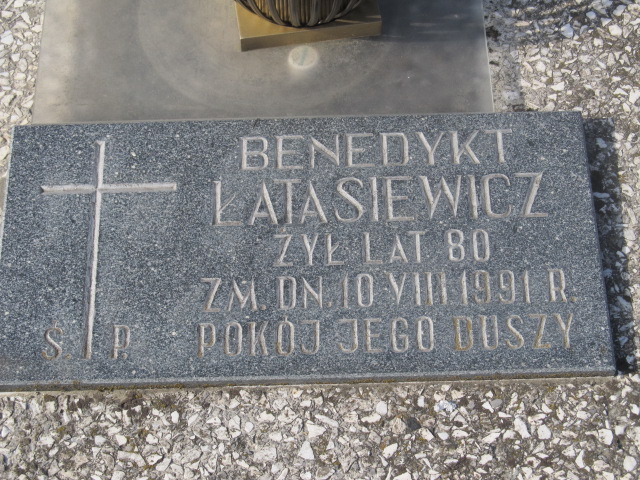 BENEDYKT
ŁATASIEWICZ
ŻYŁ LAT 80
ZM. DN. 10 VIII 1991 R.
POKÓJ JEGO DUSZY
Ś. P.